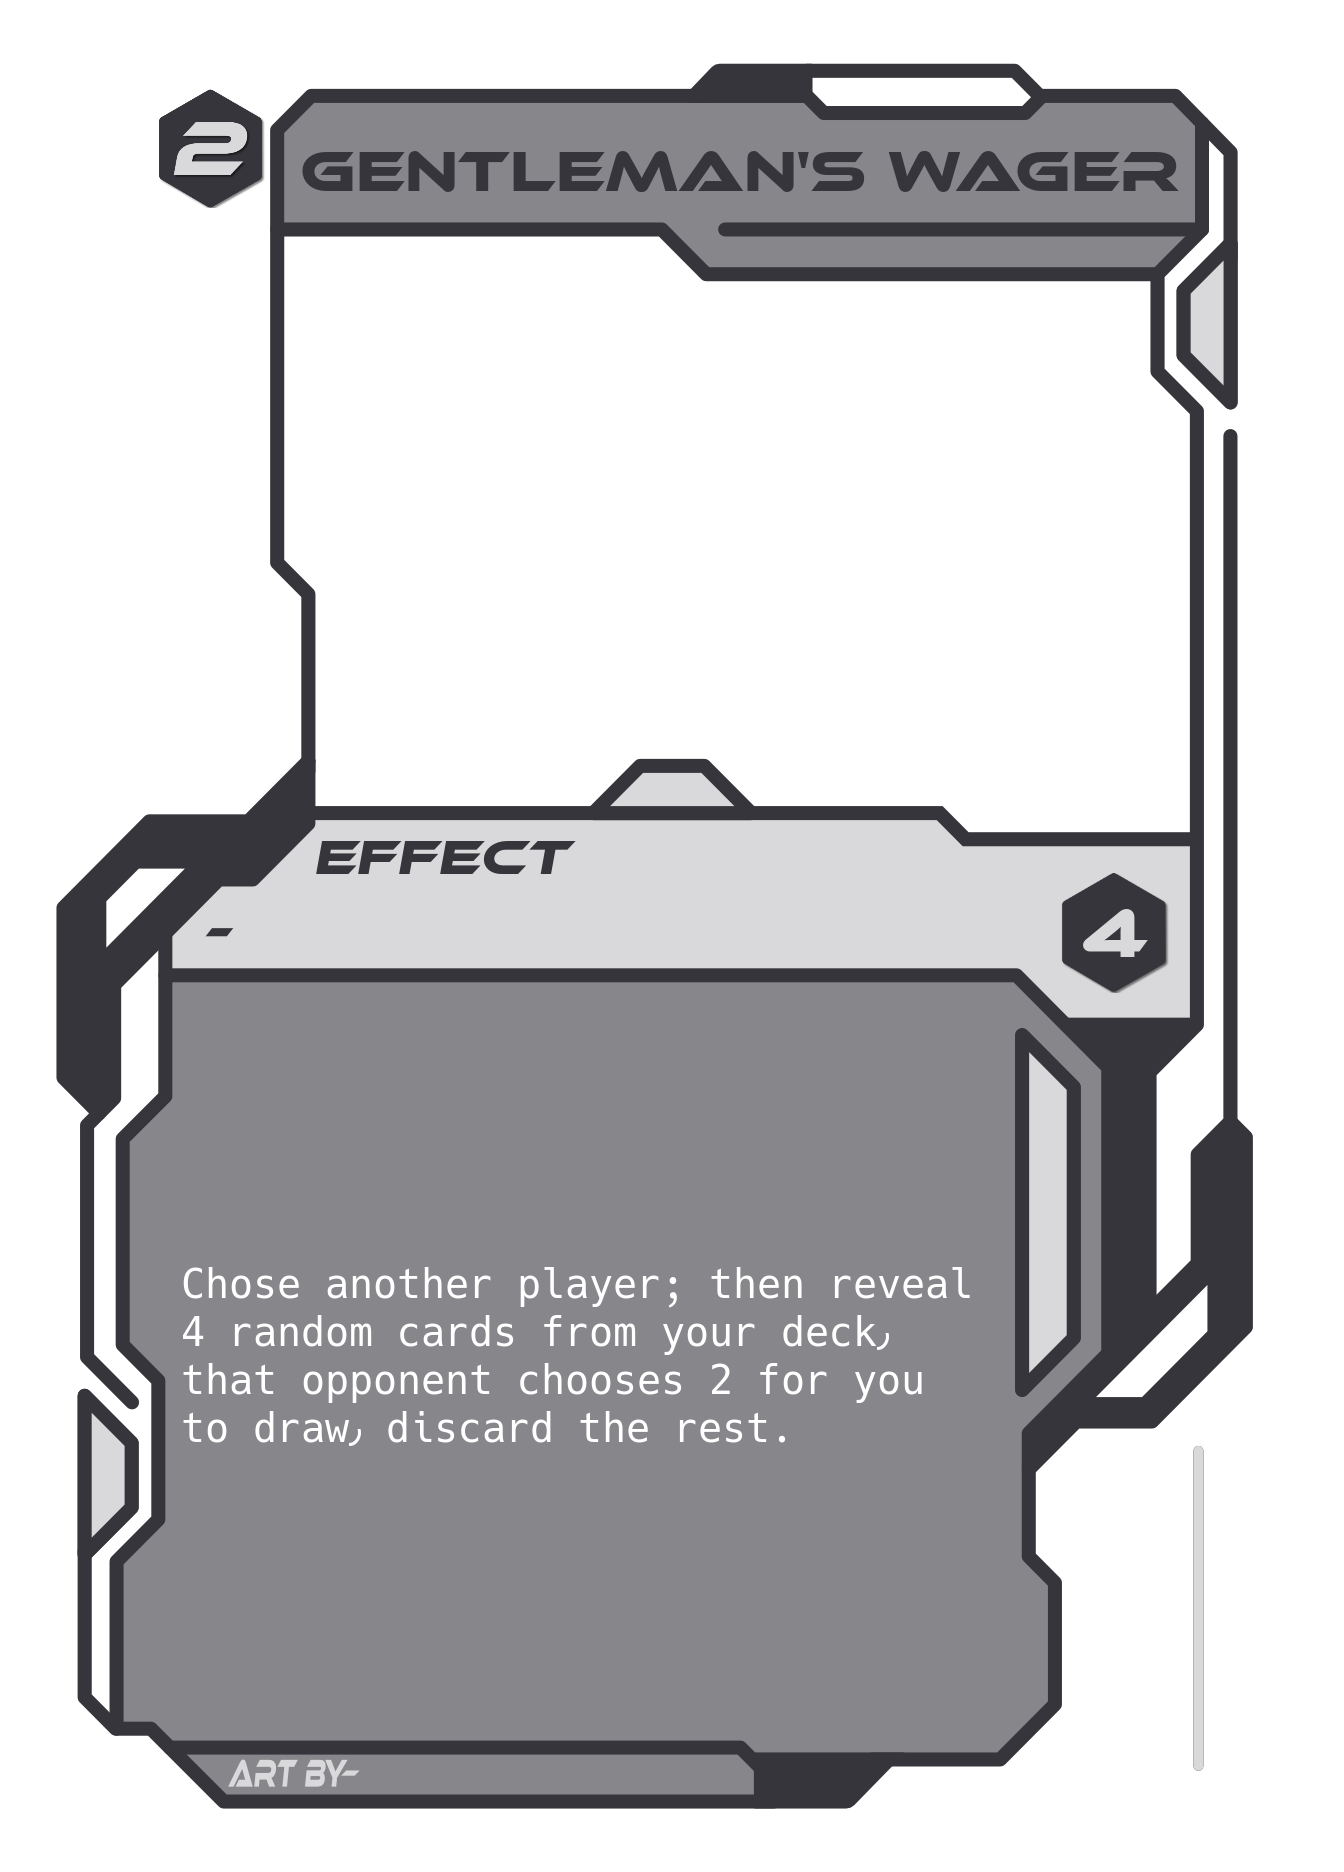 2
GENTLEMAN'S WAGER
EFFECT
-
4
Chose another player; then reveal
4 random cards from your deck,
that opponent chooses 2 for you
to draw, discard the rest.
ART BY-